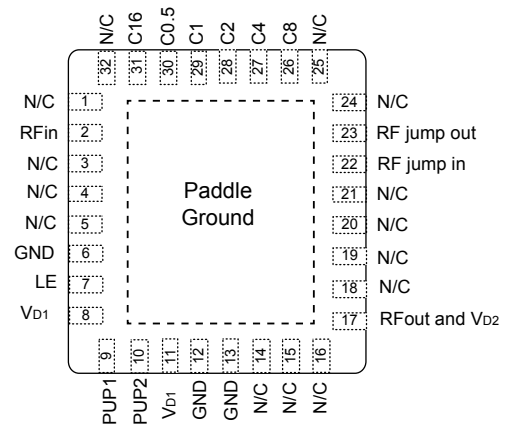 N/C C16 C0.5 C1 C2 C4 C8 N/C
32 31 30 29 28 27 26 25
N/C 1
RFin 2
N/C 3
N/C 4
N/C 5
GND 6
LE 7
VD1 8
Paddle
Ground
24 N/C
23 RF jump out
22 RF jump in
21 N/C
20 N/C
19 N/C
18 N/C
17 RFout and VD2
9 10 11 12 13 14 15 16
PUP1 PUP2 VD1 GND GND N/C N/C N/C